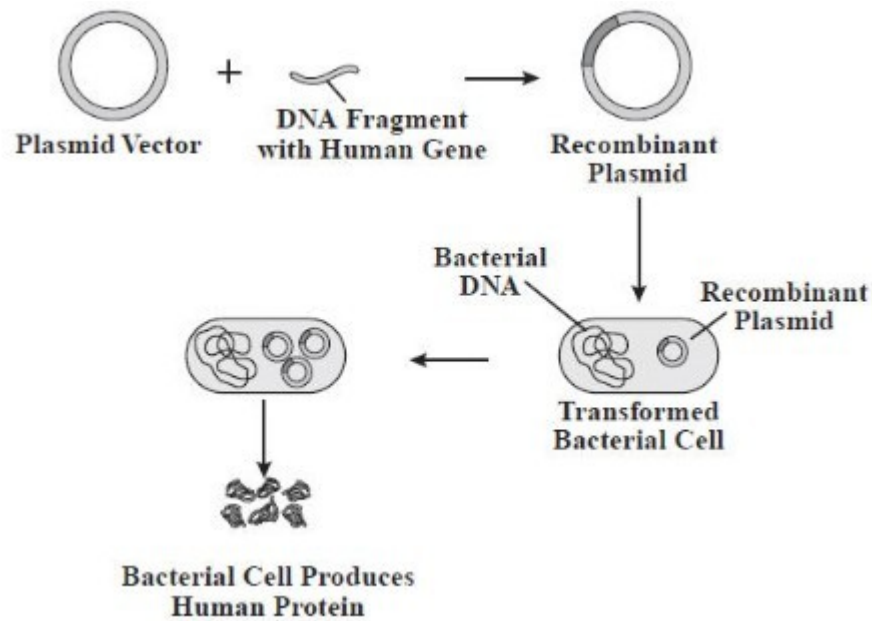 +
Plasmid Vector
DNA Fragment
with Human Gene
Recombinant
Plasmid
Bacterial
DNA
Recombinant
Plasmid
Transformed
Bacterial Cell
Bacterial Cell Produces
Human Protein